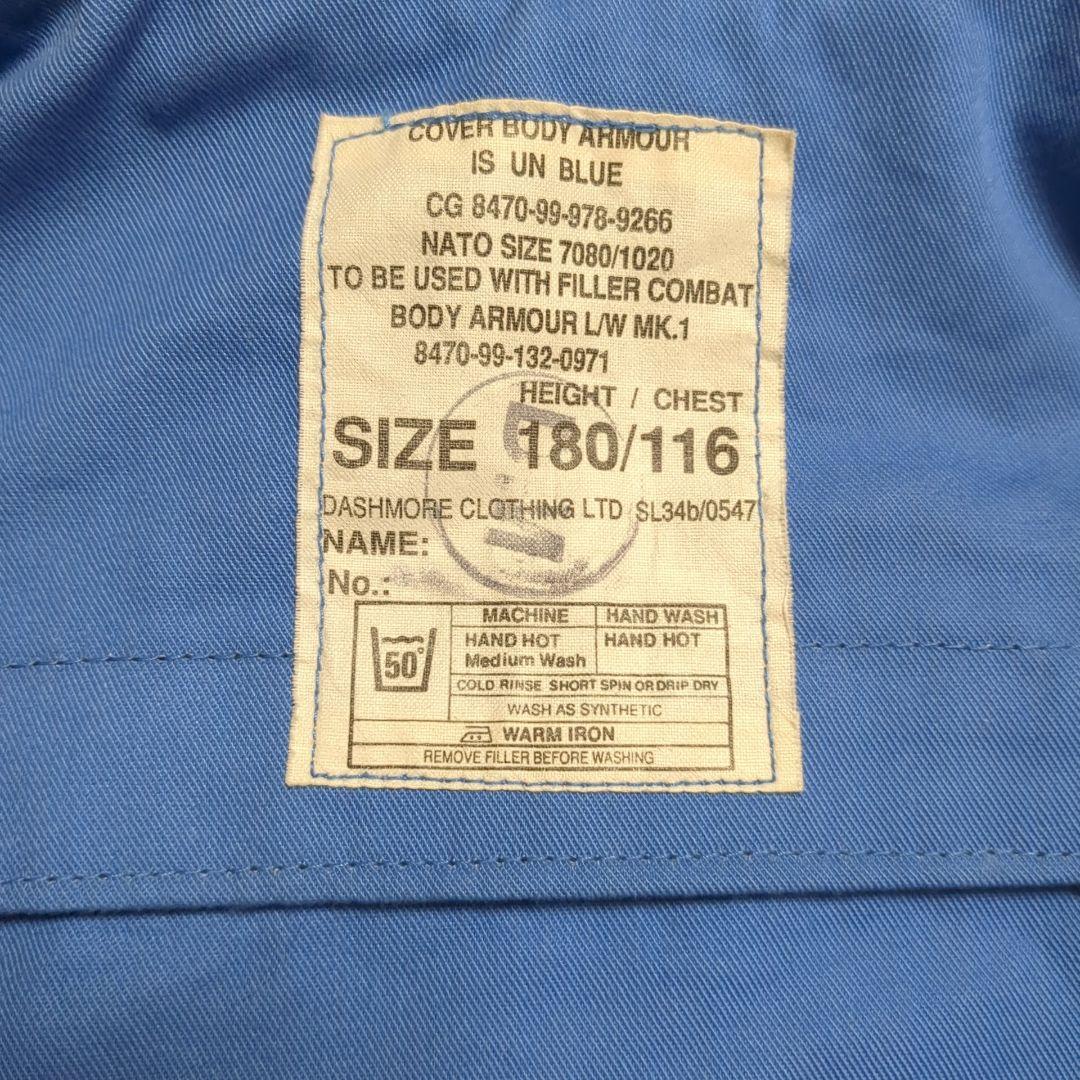 COVER BODY ARMOUR
IS UN BLUE
CG 8470-99-978-9266
NATO SIZE 7080/1020
TO BE USED WITH FILLER COMBAT
BODY ARMOUR L/W MK.1
8470-99-132-0971
HEIGHT / CHEST
SIZE 180/116
DASHMORE CLOTHING LTD SL34b/0547
NAME:
No.:
MACHINE HAND WASH
50° HAND HOT HAND HOT
Medium Wash
COLD RINSE SHORT SPIN OR DRIP DRY
WASH AS SYNTHETIC
WARM IRON
REMOVE FILLER BEFORE WASHING